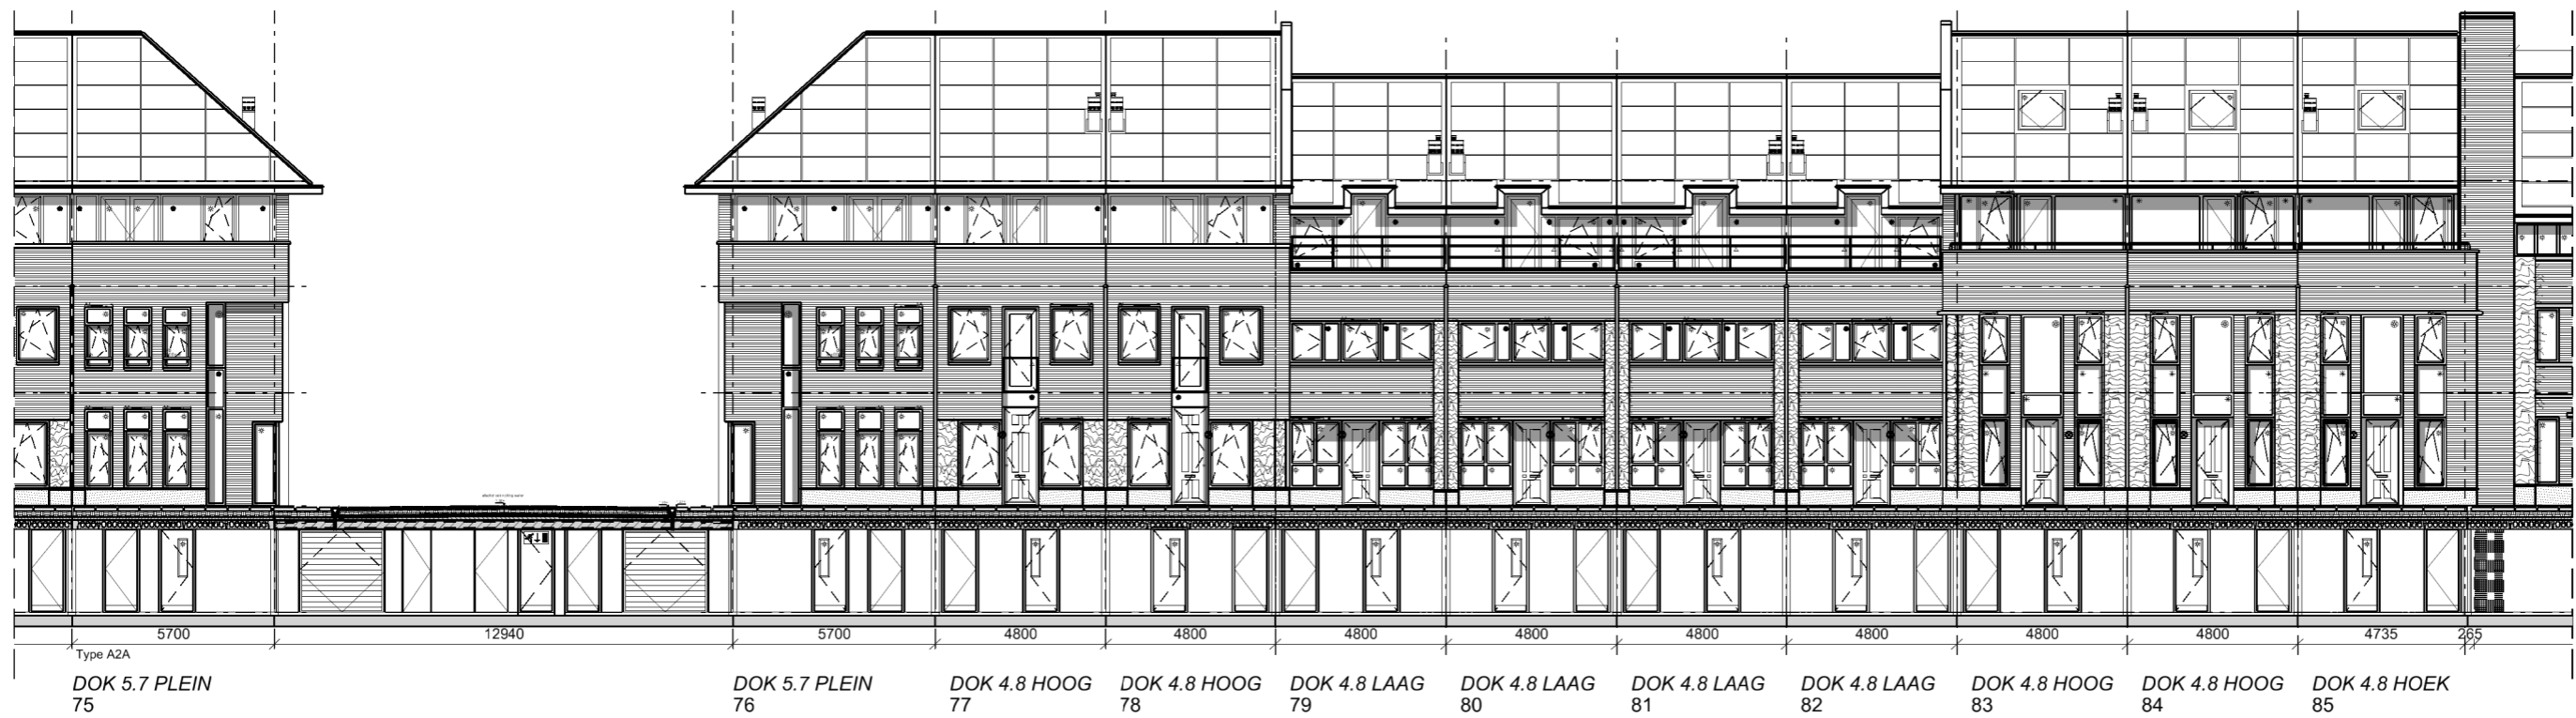 5700 12940 5700 4800 4800 4800 4800 4800 4800 4800 4800 4735 265
Type A2A
DOK 5.7 PLEIN DOK 5.7 PLEIN DOK 4.8 HOOG DOK 4.8 HOOG DOK 4.8 LAAG DOK 4.8 LAAG DOK 4.8 LAAG DOK 4.8 LAAG DOK 4.8 HOOG DOK 4.8 HOOG DOK 4.8 HOEK
75 76 77 78 79 80 81 82 83 84 85